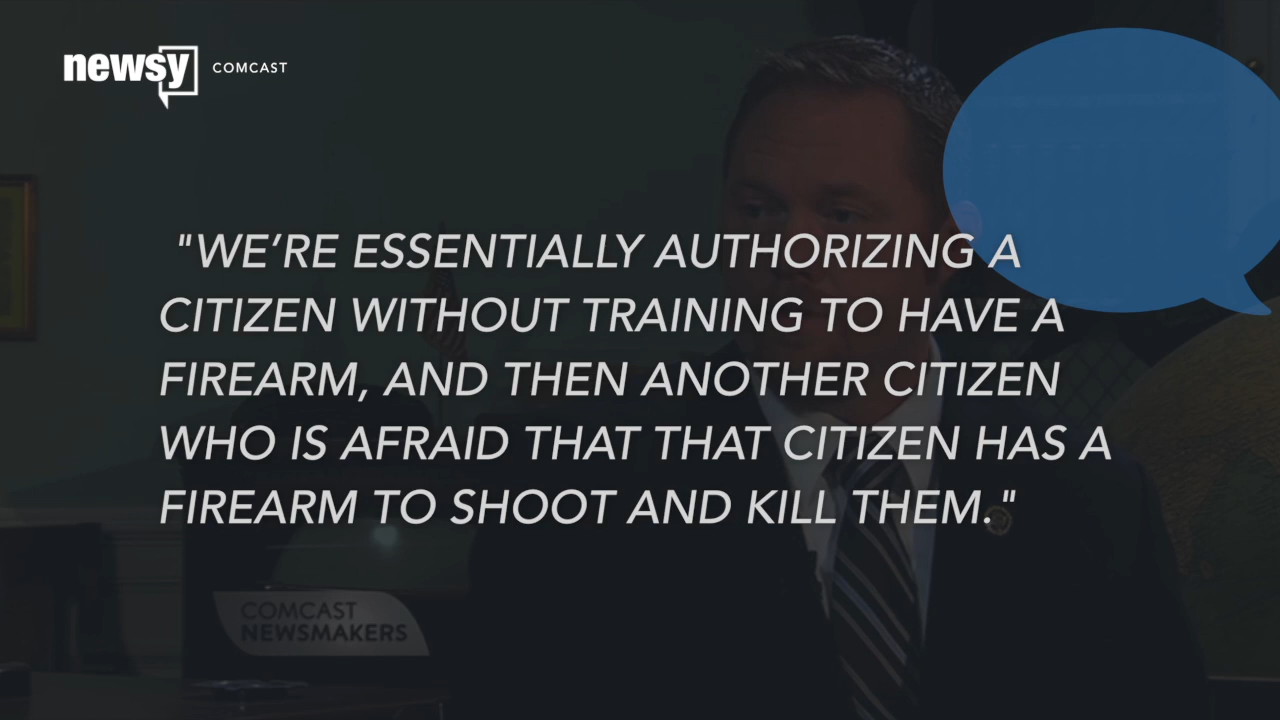 newsy COMCAST
"WE’RE ESSENTIALLY AUTHORIZING A
CITIZEN WITHOUT TRAINING TO HAVE A
FIREARM, AND THEN ANOTHER CITIZEN
WHO IS AFRAID THAT THAT CITIZEN HAS A
FIREARM TO SHOOT AND KILL THEM."
COMCAST
NEWSMAKERS